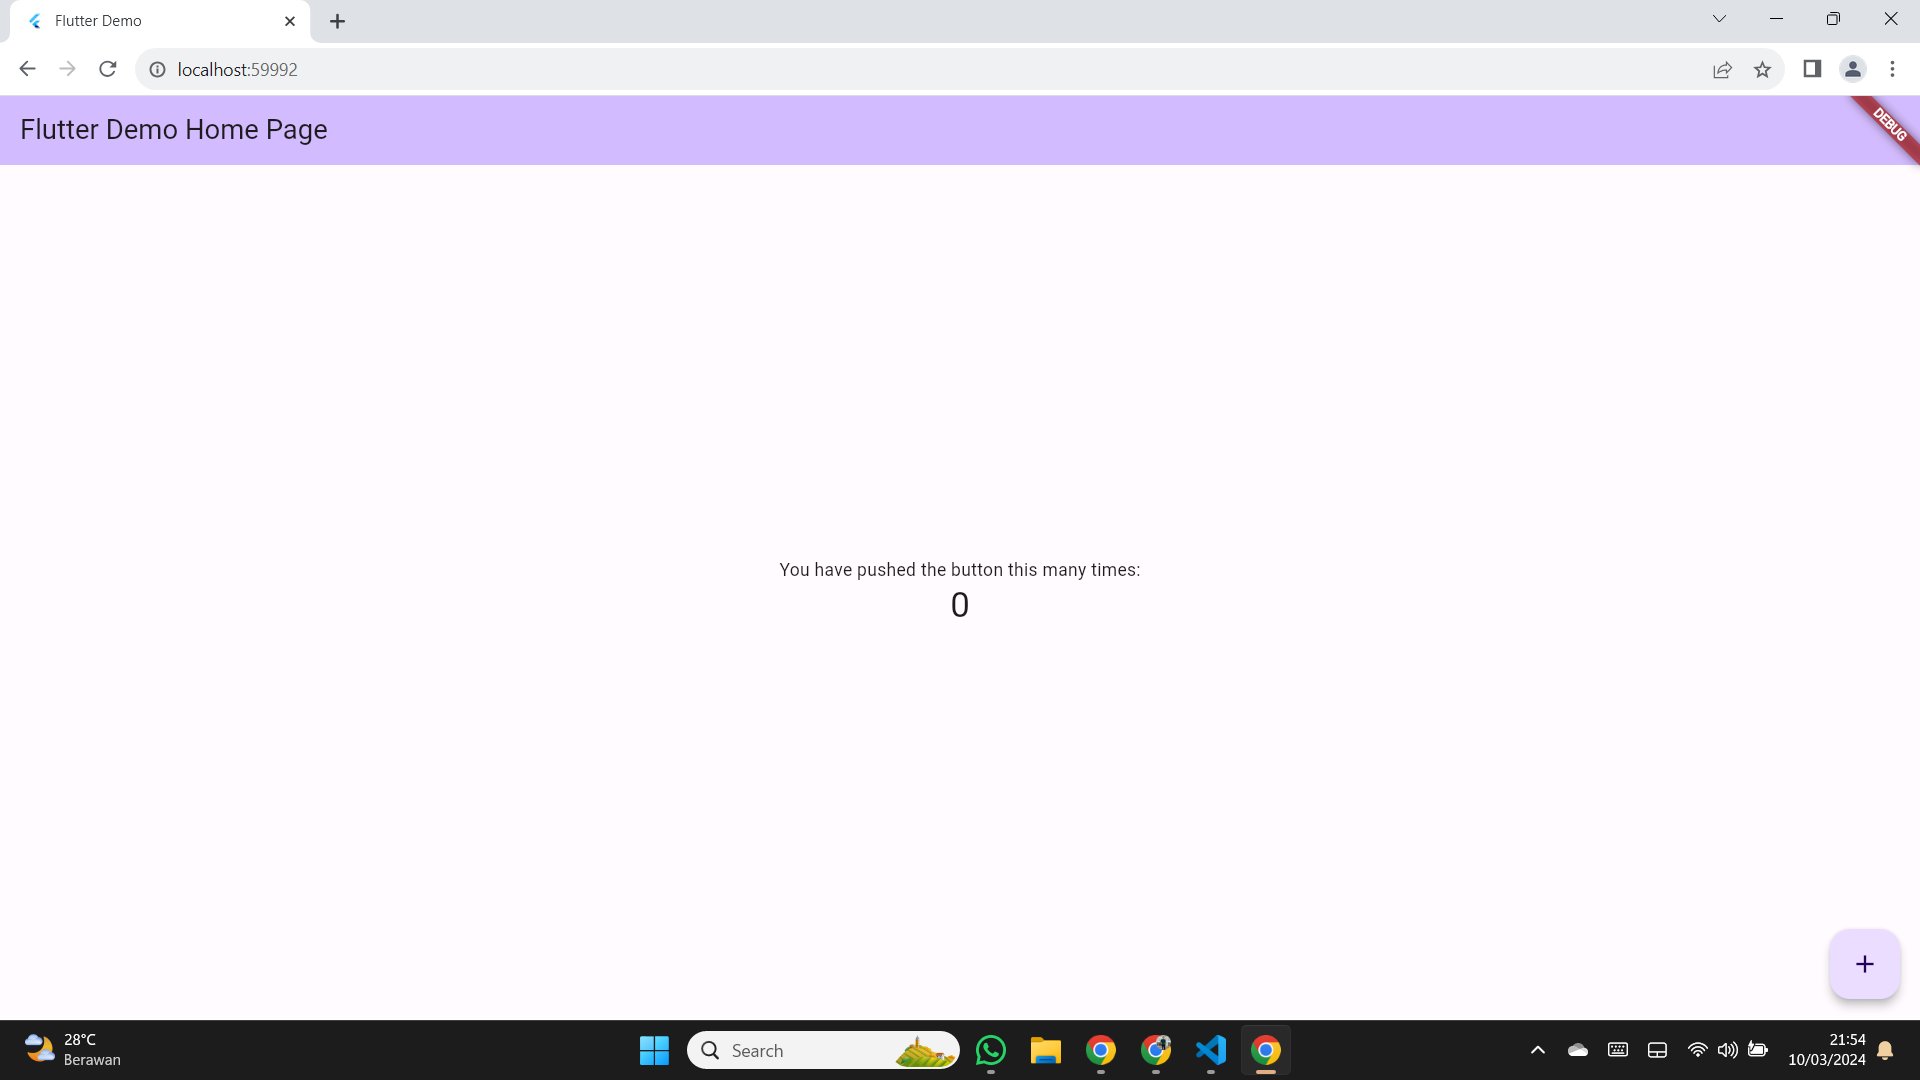 Flutter Demo
localhost:59992
Flutter Demo Home Page
DEBUG
You have pushed the button this many times:
0
28°C
Berawan
Search
21:54
10/03/2024